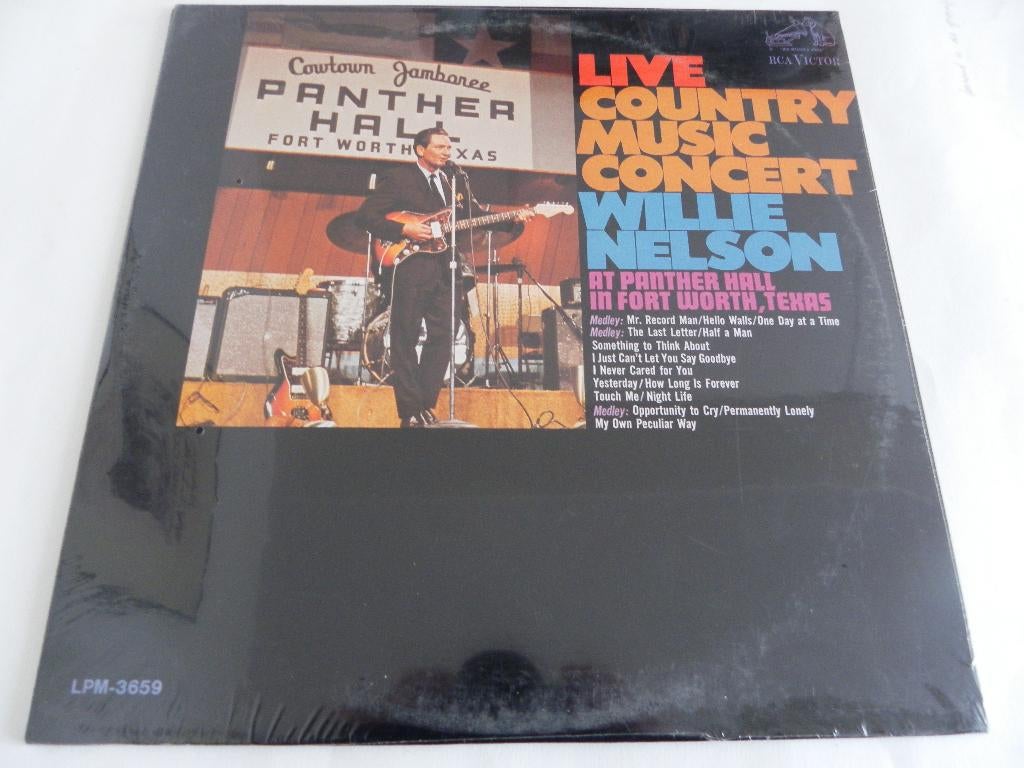 Cowtown Jamboree
PANTHER
HALL
FORT WORTH XAS
RCA VICTOR
LIVE
COUNTRY
MUSIC
CONCERT
WILLIE
NELSON
AT PANTHER HALL
IN FORT WORTH, TEXAS
Medley: Mr. Record Man/Hello Walls/One Day at a Time
Medley: The Last Letter/Half a Man
Something to Think About
I Just Can't Let You Say Goodbye
I Never Cared for You
Yesterday/How Long Is Forever
Touch Me/Night Life
Medley: Opportunity to Cry/Permanently Lonely
My Own Peculiar Way
LPM-3659